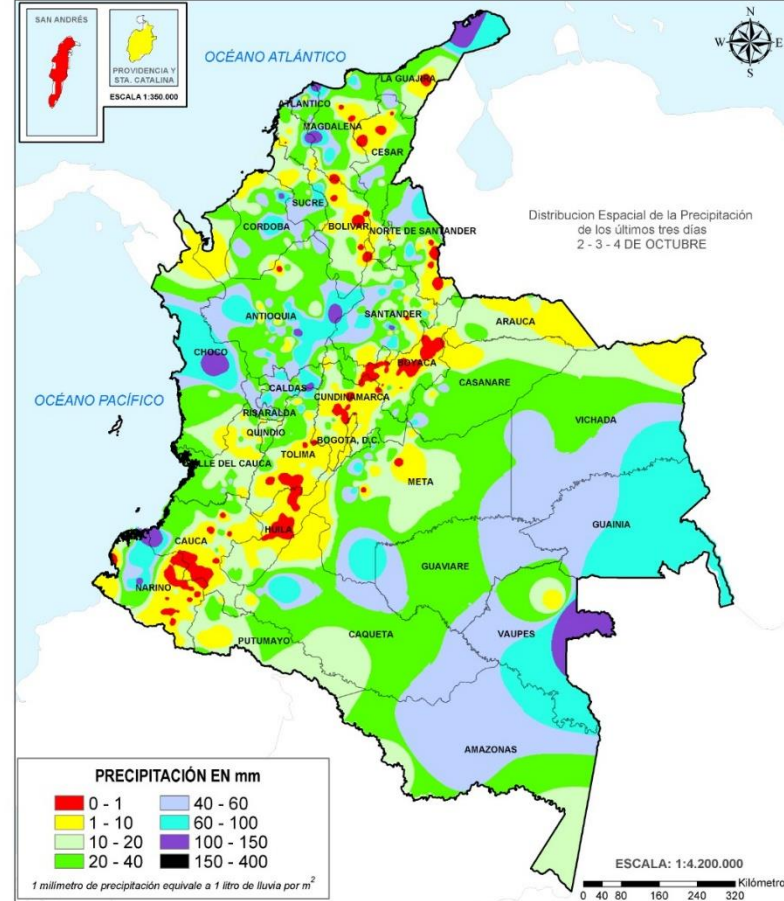 SAN ANDRÉS
PROVIDENCIA Y
STA. CATALINA
ESCALA 1:350.000
OCÉANO ATLÁNTICO
N
W
E
S
LA GUAJIRA
ATLANTICO
MAGDALENA
CESAR
SUCRE
CORDOBA
BOLIVAR
NORTE DE SANTANDER
Distribucion Espacial de la Precipitación
de los últimos tres días
2 - 3 - 4 DE OCTUBRE
ANTIOQUIA
SANTANDER
ARAUCA
CHOCO
BOYACA
CASANARE
OCÉANO PACÍFICO
CALDAS
CUNDINAMARCA
RISARALDA
VICHADA
QUINDIO
BOGOTA, D.C.
TOLIMA
VALLE DEL CAUCA
META
GUAINIA
HUILA
CAUCA
GUAVIARE
NARIÑO
VAUPES
PUTUMAYO
CAQUETA
AMAZONAS
PRECIPITACIÓN EN mm
0 - 1
40 - 60
1 - 10
60 - 100
10 - 20
100 - 150
20 - 40
150 - 400
1 milímetro de precipitación equivale a 1 litro de lluvia por m²
ESCALA: 1:4.200.000
Kilómetro
0 40 80 160 240 320